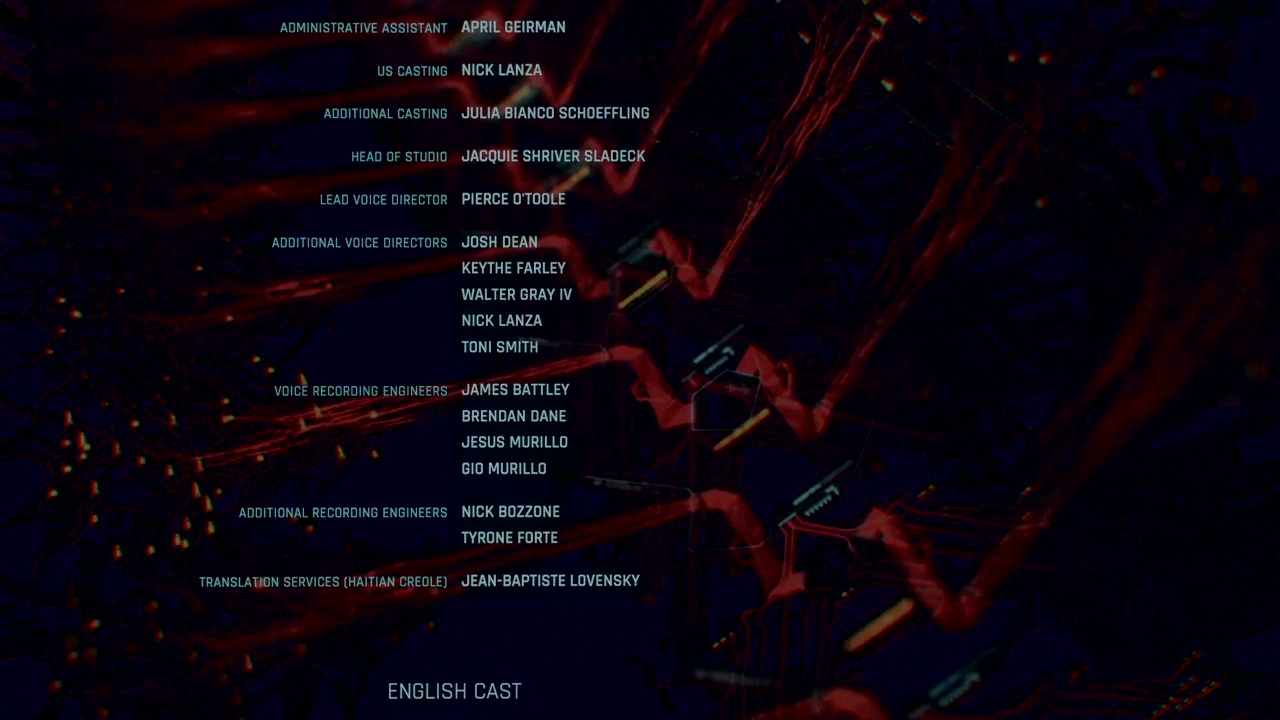 ADMINISTRATIVE ASSISTANT APRIL GEIRMAN
US CASTING NICK LANZA
ADDITIONAL CASTING JULIA BIANCO SCHOEFFLING
HEAD OF STUDIO JACQUIE SHRIVER SLADECK
LEAD VOICE DIRECTOR PIERCE O'TOOLE
ADDITIONAL VOICE DIRECTORS JOSH DEAN
KEYTHE FARLEY
WALTER GRAY IV
NICK LANZA
TONI SMITH
VOICE RECORDING ENGINEERS JAMES BATTLEY
BRENDAN DANE
JESUS MURILLO
GIO MURILLO
ADDITIONAL RECORDING ENGINEERS NICK BOZZONE
TYRONE FORTE
TRANSLATION SERVICES (HAITIAN CREOLE) JEAN-BAPTISTE LOVENSKY
ENGLISH CAST